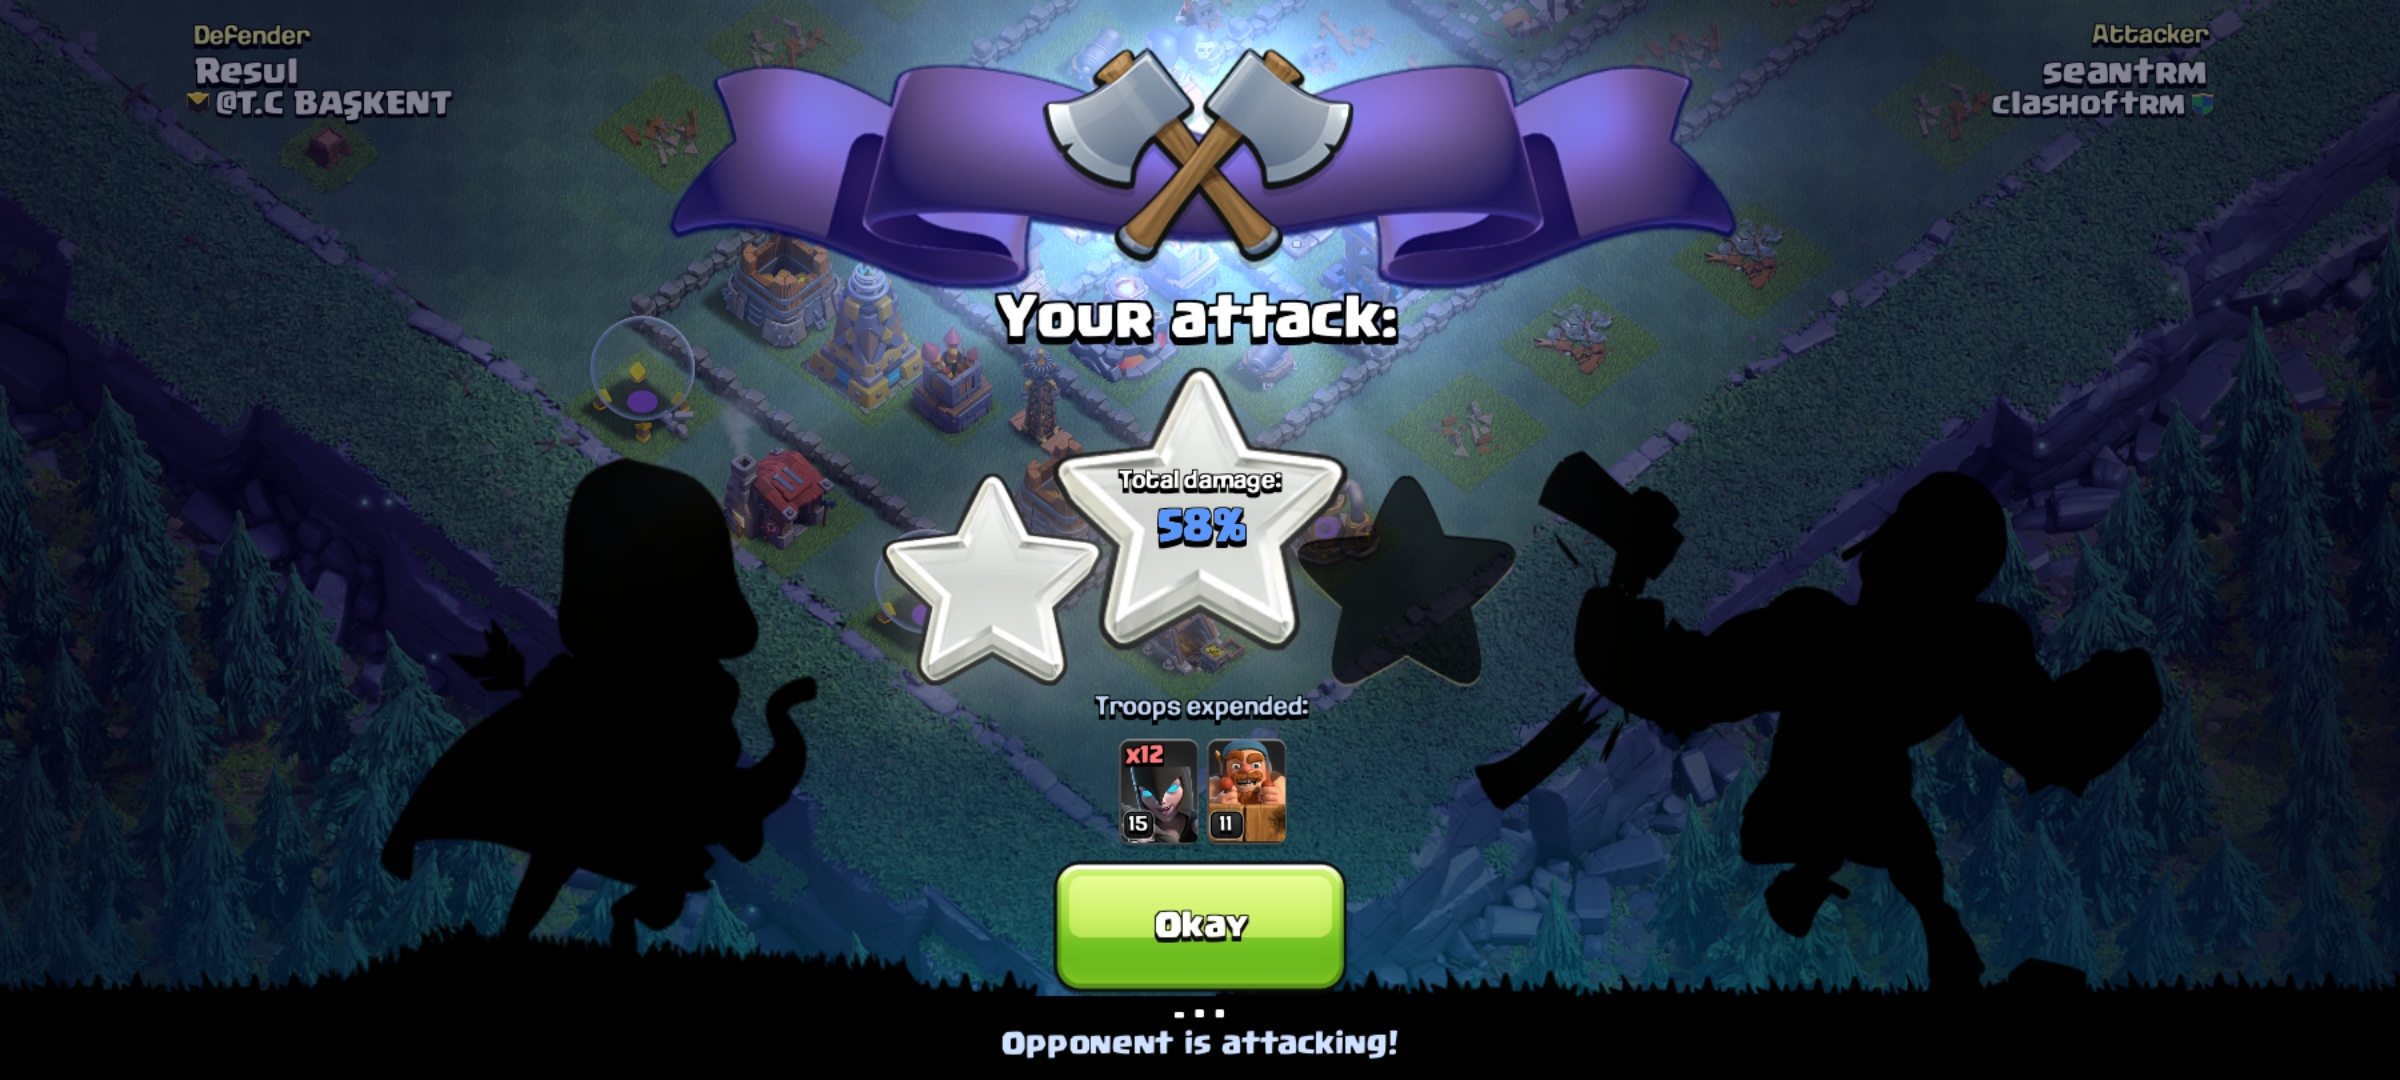 Defender
Resul
@T.C BAŞKENT
Attacker
seantRM
clashoftRM
Your attack:
Total damage:
58%
Troops expended:
x12
15
11
Okay
...
Opponent is attacking!